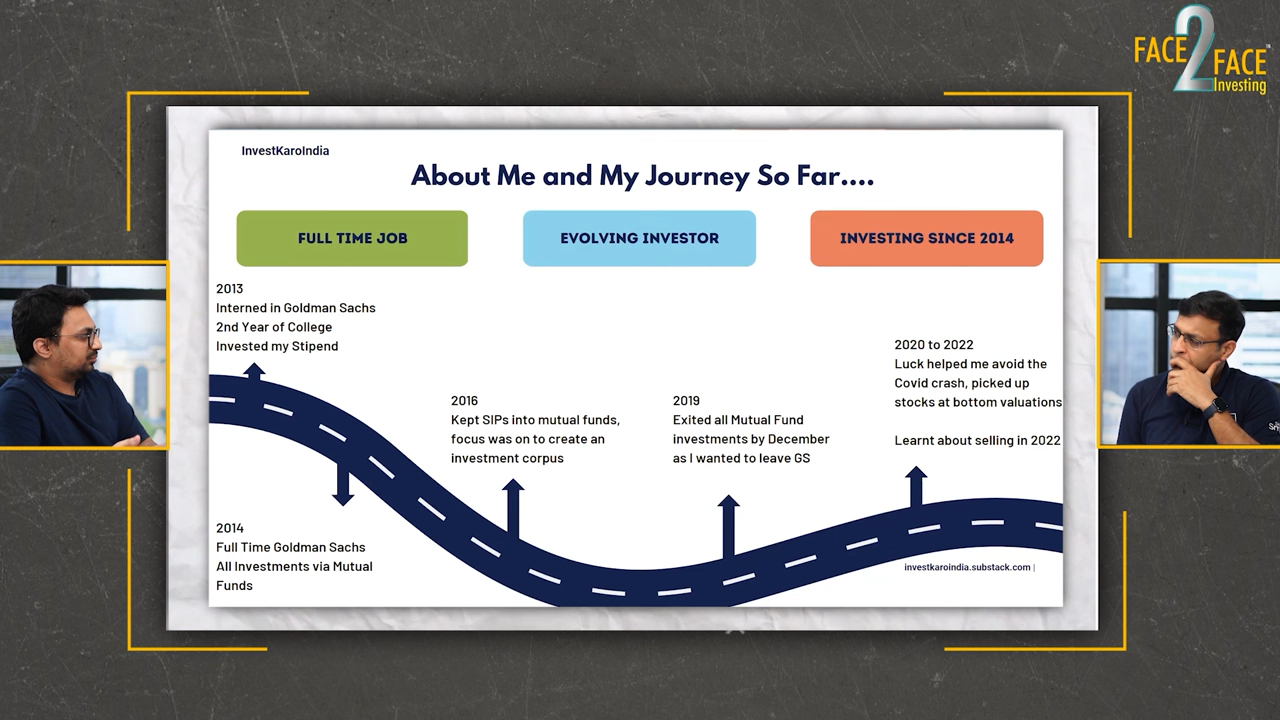 FACE 2 FACE
Investing
InvestKaroIndia
About Me and My Journey So Far....
FULL TIME JOB
EVOLVING INVESTOR
INVESTING SINCE 2014
2013
Interned in Goldman Sachs
2nd Year of College
Invested my Stipend
2014
Full Time Goldman Sachs
All Investments via Mutual
Funds
2016
Kept SIPs into mutual funds,
focus was on to create an
investment corpus
2019
Exited all Mutual Fund
investments by December
as I wanted to leave GS
2020 to 2022
Luck helped me avoid the
Covid crash, picked up
stocks at bottom valuations
Learnt about selling in 2022
investkaroindia.substack.com |